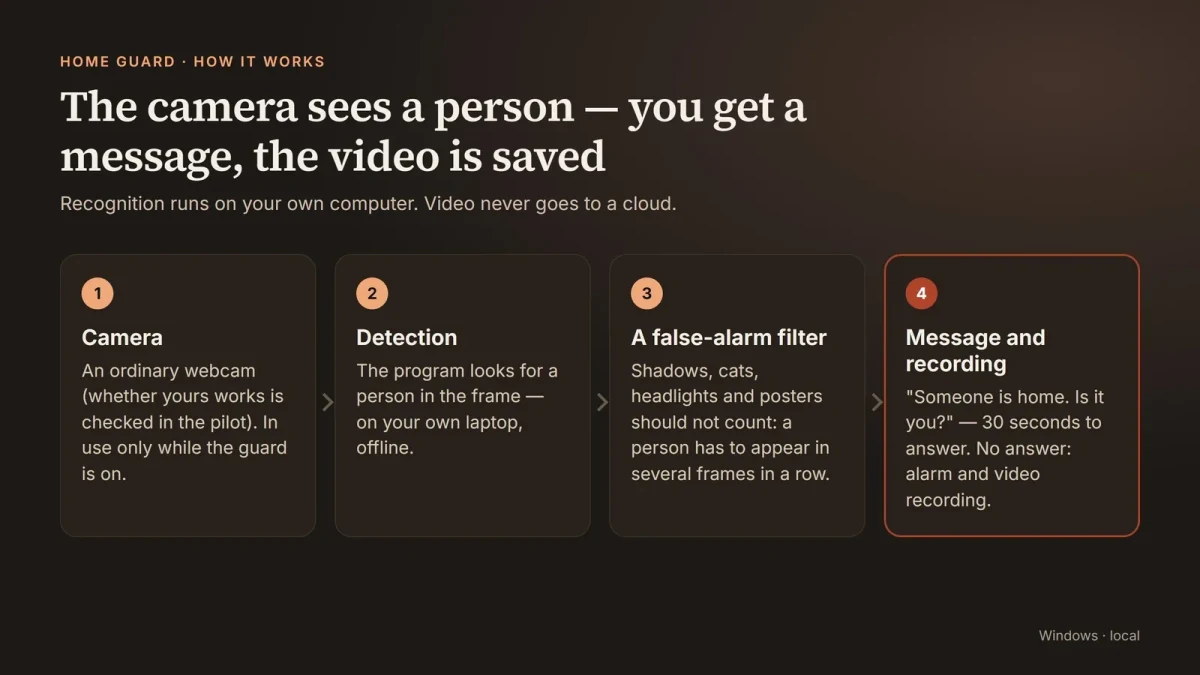 HOME GUARD · HOW IT WORKS
The camera sees a person — you get a
message, the video is saved
Recognition runs on your own computer. Video never goes to a cloud.
1
Camera
An ordinary webcam
(whether yours works is
checked in the pilot). In
use only while the guard
is on.
2
Detection
The program looks for a
person in the frame —
on your own laptop,
offline.
3
A false-alarm filter
Shadows, cats,
headlights and posters
should not count: a
person has to appear in
several frames in a row.
4
Message and
recording
"Someone is home. Is it
you?" — 30 seconds to
answer. No answer:
alarm and video
recording.
Windows · local